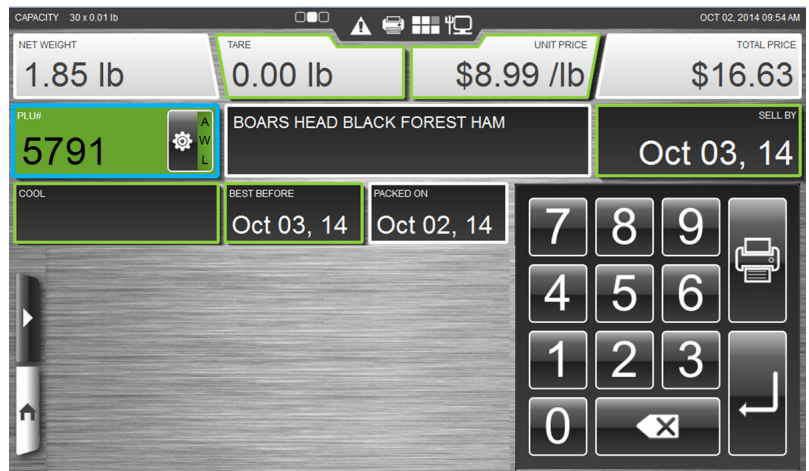 CAPACITY 30 x 0.01 lb
OCT 02, 2014 09:54 AM
NET WEIGHT
1.85 lb
TARE
0.00 lb
UNIT PRICE
$8.99 /lb
TOTAL PRICE
$16.63
PLU#
5791
A
W
L
BOARS HEAD BLACK FOREST HAM
SELL BY
Oct 03, 14
COOL
BEST BEFORE
Oct 03, 14
PACKED ON
Oct 02, 14
7 8 9
4 5 6
1 2 3
0